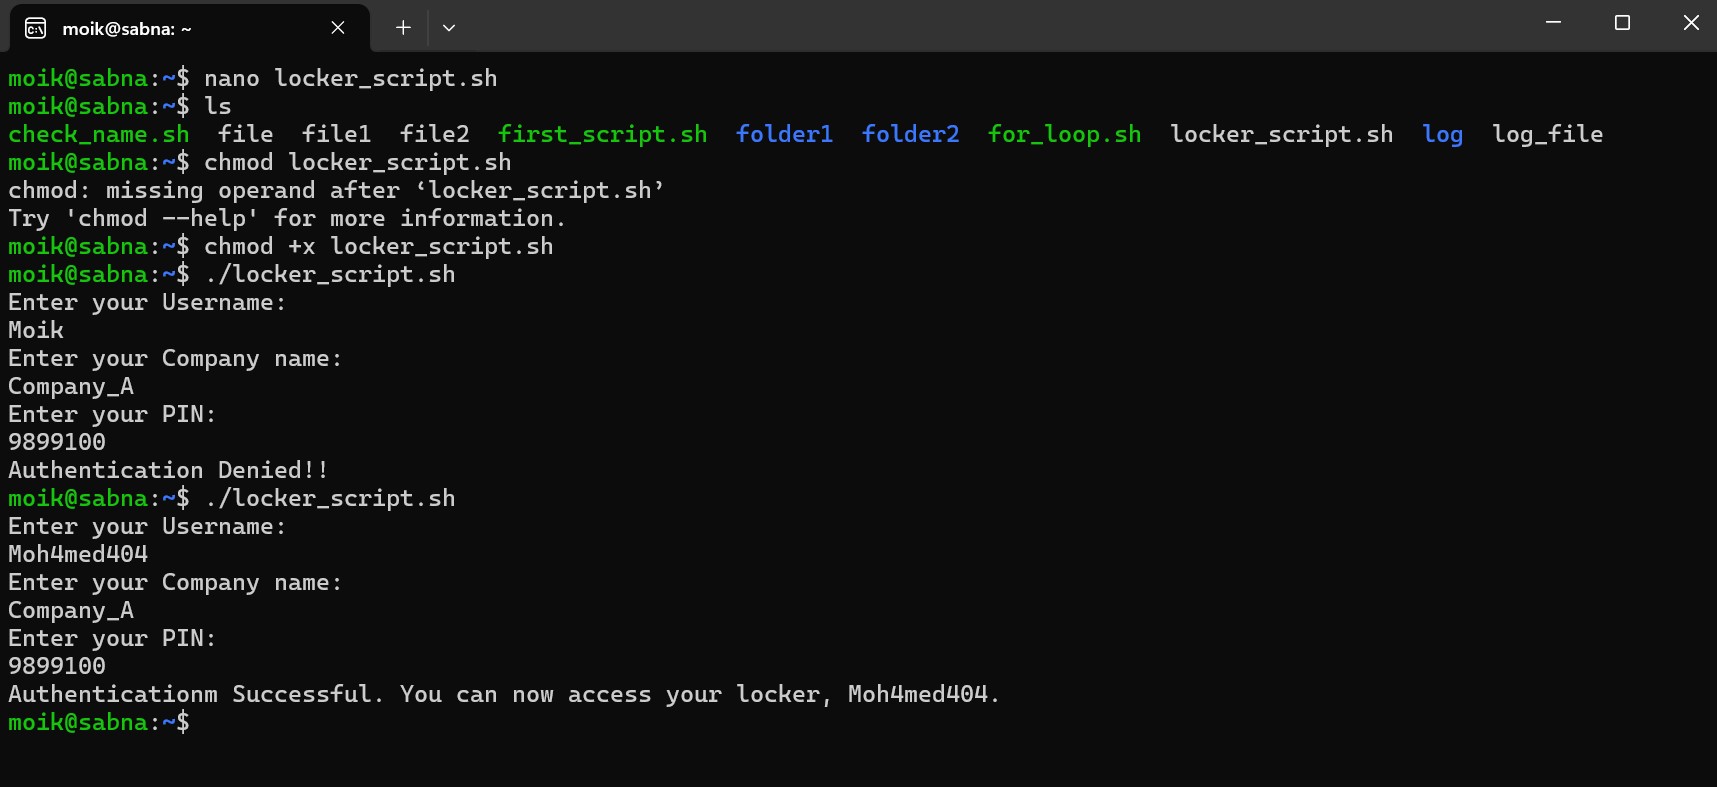 moik@sabna: ~
moik@sabna:~$ nano locker_script.sh
moik@sabna:~$ ls
check_name.sh  file  file1  file2  first_script.sh  folder1  folder2  for_loop.sh  locker_script.sh  log  log_file
moik@sabna:~$ chmod locker_script.sh
chmod: missing operand after ‘locker_script.sh’
Try 'chmod --help' for more information.
moik@sabna:~$ chmod +x locker_script.sh
moik@sabna:~$ ./locker_script.sh
Enter your Username:
Moik
Enter your Company name:
Company_A
Enter your PIN:
9899100
Authentication Denied!!
moik@sabna:~$ ./locker_script.sh
Enter your Username:
Moh4med404
Enter your Company name:
Company_A
Enter your PIN:
9899100
Authenticationm Successful. You can now access your locker, Moh4med404.
moik@sabna:~$